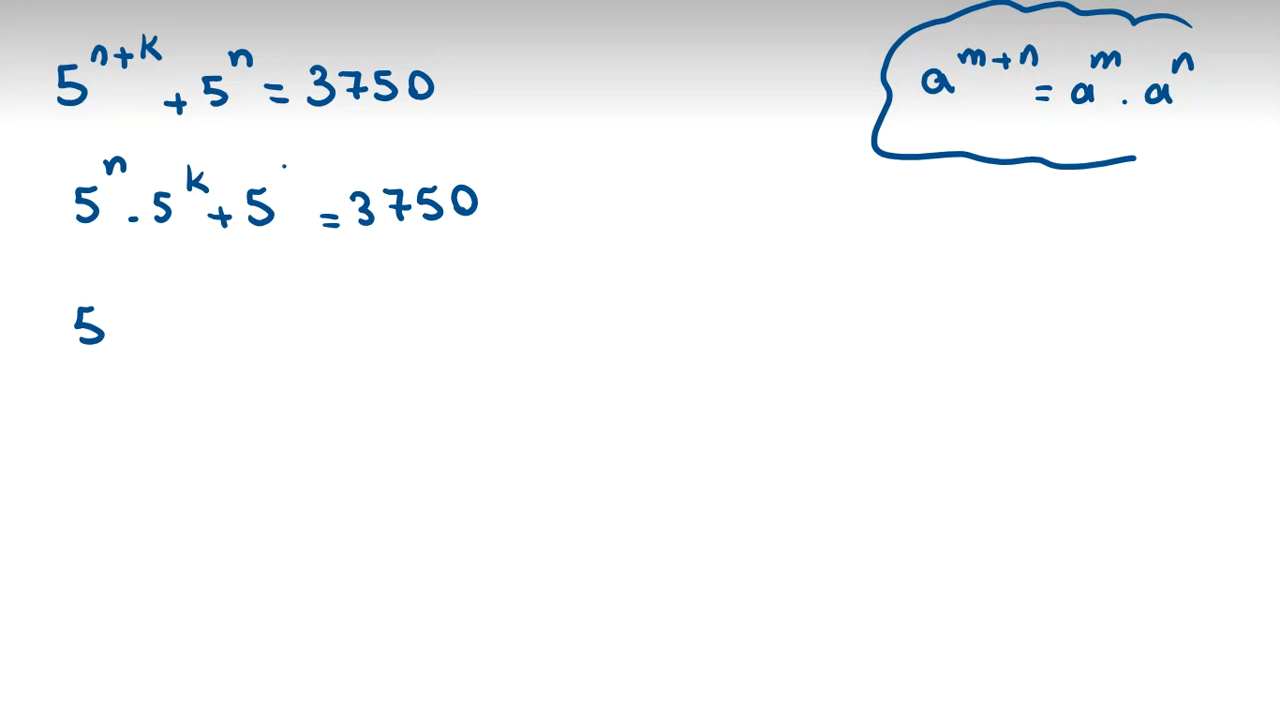 5^{n+k} + 5^n = 3750
a^{m+n} = a^m . a^n
5^n . 5^k + 5 = 3750
5